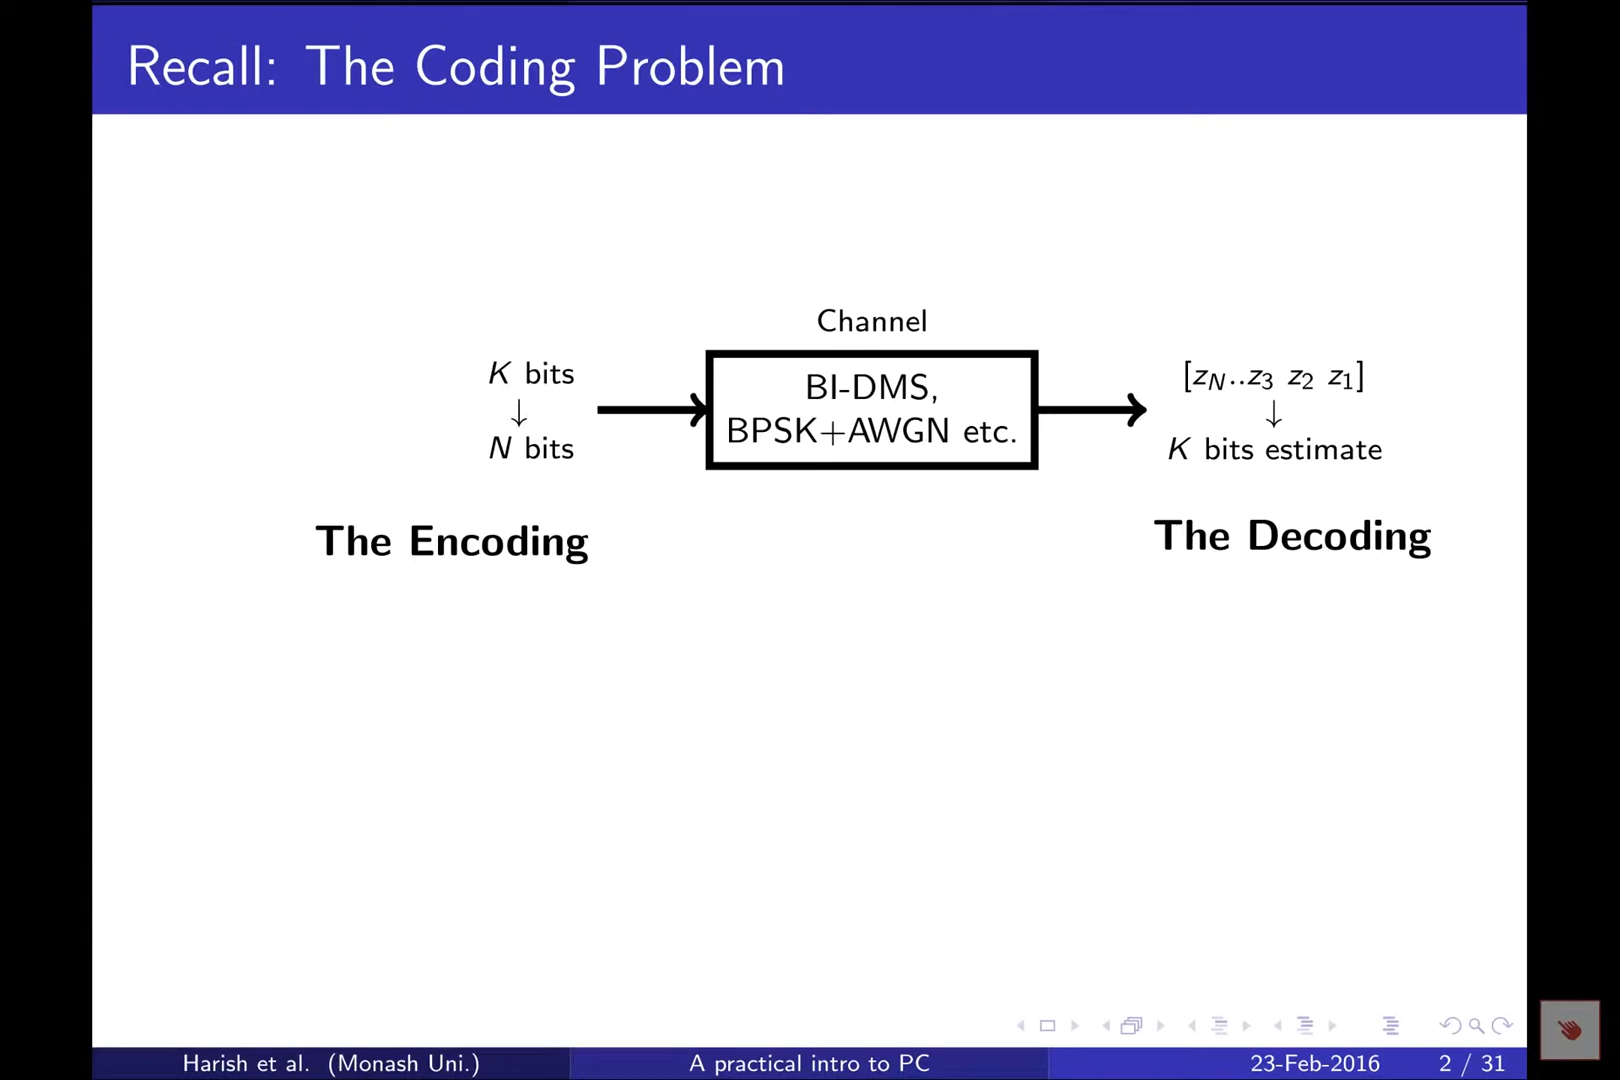 Recall: The Coding Problem
Channel
K bits
↓
N bits
BI-DMS,
BPSK+AWGN etc.
[z_N..z_3 z_2 z_1]
↓
K bits estimate
The Encoding
The Decoding
Harish et al. (Monash Uni.)
A practical intro to PC
23-Feb-2016
2 / 31